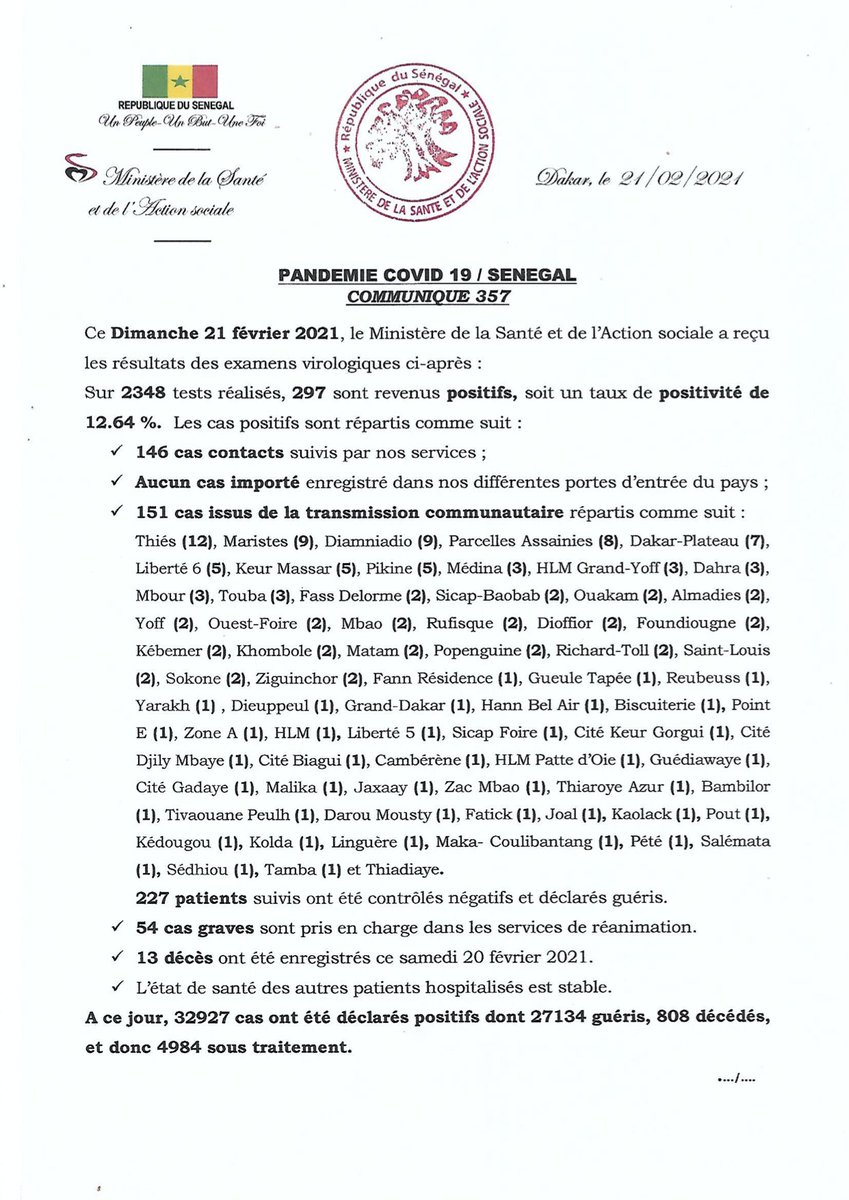 REPUBLIQUE DU SENEGAL
Un Peuple-Un But-Une Foi
Ministère de la Santé
et de l'Action sociale
République du Sénégal
MINISTERE DE LA SANTE ET DE L'ACTION SOCIALE
Dakar, le 21/02/2021
PANDEMIE COVID 19 / SENEGAL
COMMUNIQUE 357
Ce Dimanche 21 février 2021, le Ministère de la Santé et de l'Action sociale a reçu
les résultats des examens virologiques ci-après :
Sur 2348 tests réalisés, 297 sont revenus positifs, soit un taux de positivité de
12.64 %. Les cas positifs sont répartis comme suit :
✓ 146 cas contacts suivis par nos services ;
✓ Aucun cas importé enregistré dans nos différentes portes d'entrée du pays ;
✓ 151 cas issus de la transmission communautaire répartis comme suit :
Thiés (12), Maristes (9), Diamniadio (9), Parcelles Assainies (8), Dakar-Plateau (7),
Liberté 6 (5), Keur Massar (5), Pikine (5), Médina (3), HLM Grand-Yoff (3), Dahra (3),
Mbour (3), Touba (3), Fass Delorme (2), Sicap-Baobab (2), Ouakam (2), Almadies (2),
Yoff (2), Ouest-Foire (2), Mbao (2), Rufisque (2), Dioffior (2), Foundiougne (2),
Kébemer (2), Khombole (2), Matam (2), Popenguine (2), Richard-Toll (2), Saint-Louis
(2), Sokone (2), Ziguinchor (2), Fann Résidence (1), Gueule Tapée (1), Reubeuss (1),
Yarakh (1) , Dieuppeul (1), Grand-Dakar (1), Hann Bel Air (1), Biscuiterie (1), Point
E (1), Zone A (1), HLM (1), Liberté 5 (1), Sicap Foire (1), Cité Keur Gorgui (1), Cité
Djily Mbaye (1), Cité Biagui (1), Cambérène (1), HLM Patte d'Oie (1), Guédiawaye (1),
Cité Gadaye (1), Malika (1), Jaxaay (1), Zac Mbao (1), Thiaroye Azur (1), Bambilor
(1), Tivaouane Peulh (1), Darou Mousty (1), Fatick (1), Joal (1), Kaolack (1), Pout (1),
Kédougou (1), Kolda (1), Linguère (1), Maka- Coulibantang (1), Pété (1), Salémata
(1), Sédhiou (1), Tamba (1) et Thiadiaye.
227 patients suivis ont été contrôlés négatifs et déclarés guéris.
✓ 54 cas graves sont pris en charge dans les services de réanimation.
✓ 13 décès ont été enregistrés ce samedi 20 février 2021.
✓ L'état de santé des autres patients hospitalisés est stable.
A ce jour, 32927 cas ont été déclarés positifs dont 27134 guéris, 808 décédés,
et donc 4984 sous traitement.
…./….